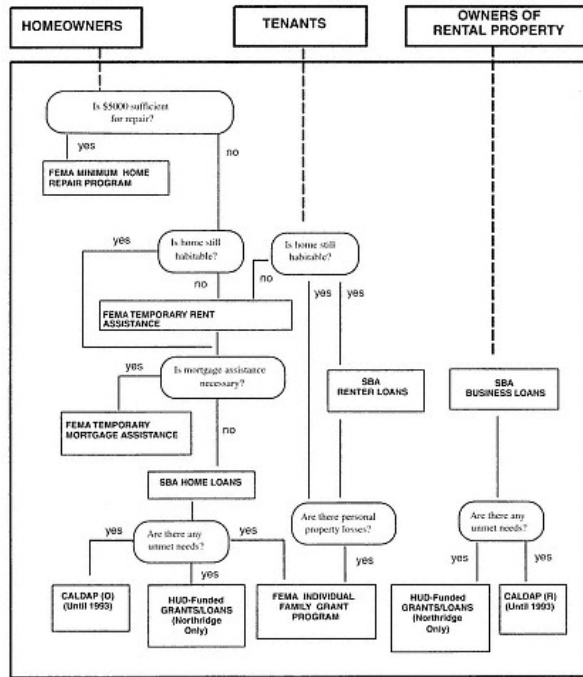 HOMEOWNERS
TENANTS
OWNERS OF
RENTAL PROPERTY
Is $5000 sufficient
for repair?
yes
no
FEMA MINIMUM HOME
REPAIR PROGRAM
yes
Is home still
habitable?
Is home still
habitable?
no
no
yes
yes
FEMA TEMPORARY RENT
ASSISTANCE
yes
Is mortgage assistance
necessary?
SBA
RENTER LOANS
SBA
BUSINESS LOANS
FEMA TEMPORARY
MORTGAGE ASSISTANCE
no
SBA HOME LOANS
yes
Are there any
unmet needs?
yes
yes
Are there personal
property losses?
yes
Are there any
unmet needs?
yes
yes
CALDAP (O)
(Until 1993)
HUD-Funded
GRANTS/LOANS
(Northridge
Only)
FEMA INDIVIDUAL
FAMILY GRANT
PROGRAM
HUD-Funded
GRANTS/LOANS
(Northridge
Only)
CALDAP (R)
(Until 1993)